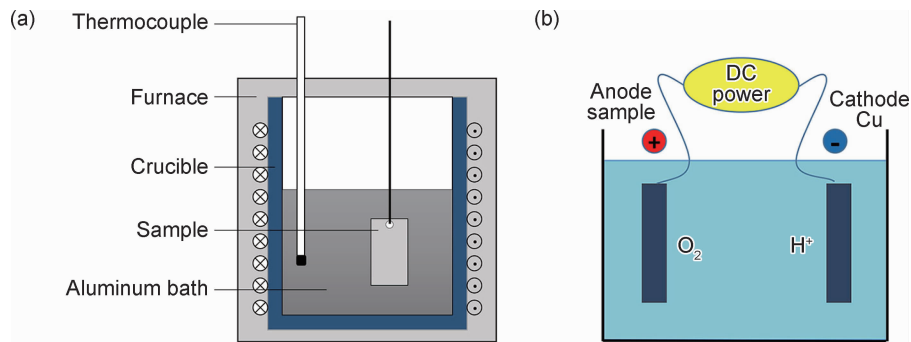 (a)
Thermocouple
Furnace
Crucible
Sample
Aluminum bath
(b)
DC
power
Anode
sample
Cathode
Cu
+
-
O₂
H⁺